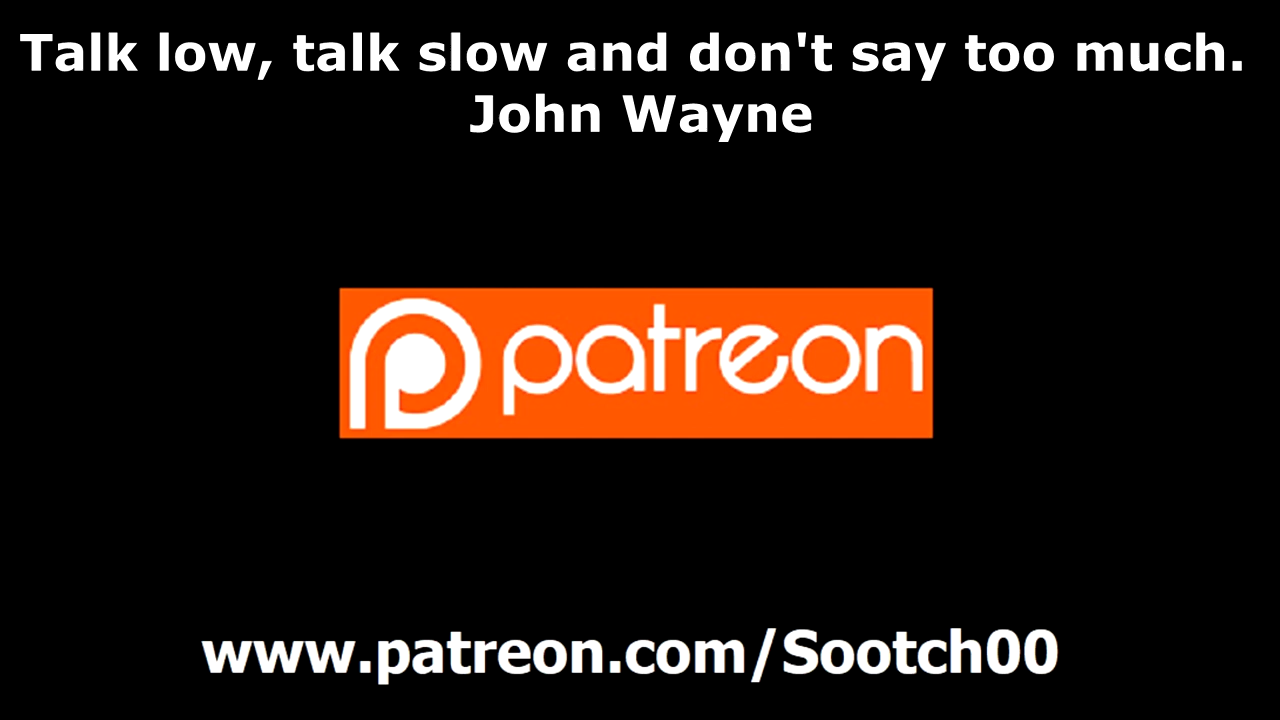 Talk low, talk slow and don't say too much.
John Wayne
patreon
www.patreon.com/Sootch00